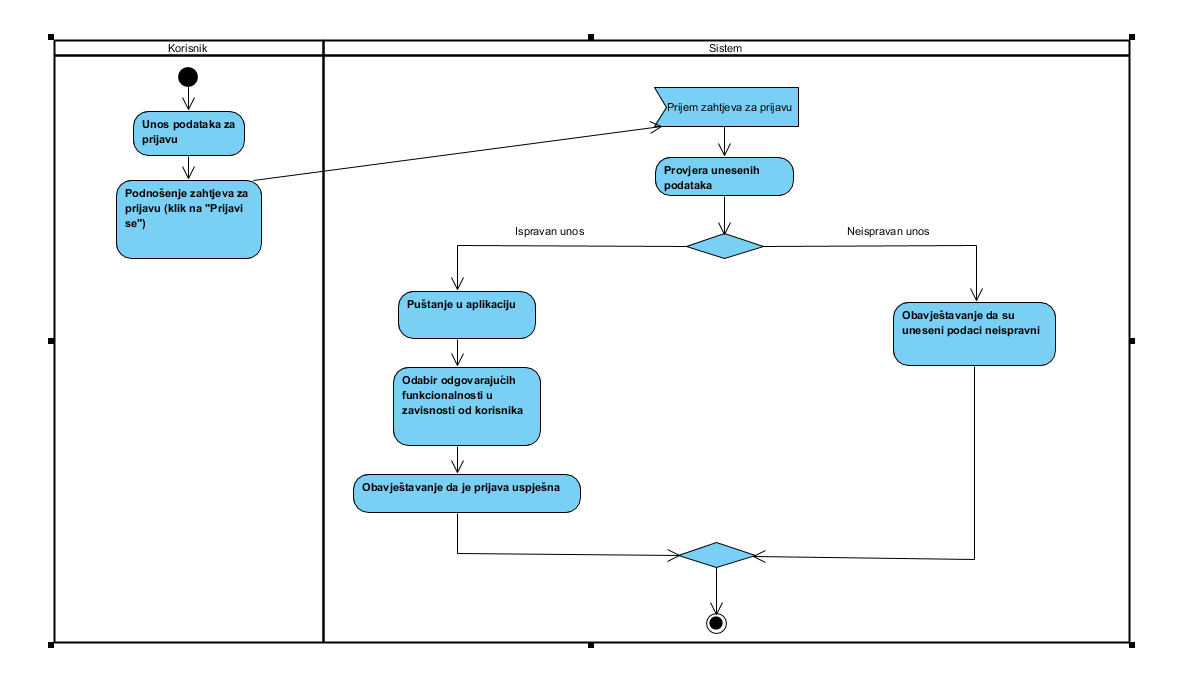 Korisnik
Sistem
Unos podataka za
prijavu
Podnošenje zahtjeva za
prijavu (klik na "Prijavi
se")
Prijem zahtjeva za prijavu
Provjera unesenih
podataka
Ispravan unos
Neispravan unos
Puštanje u aplikaciju
Odabir odgovarajućih
funkcionalnosti u
zavisnosti od korisnika
Obavještavanje da je prijava uspješna
Obavještavanje da su
uneseni podaci neispravni